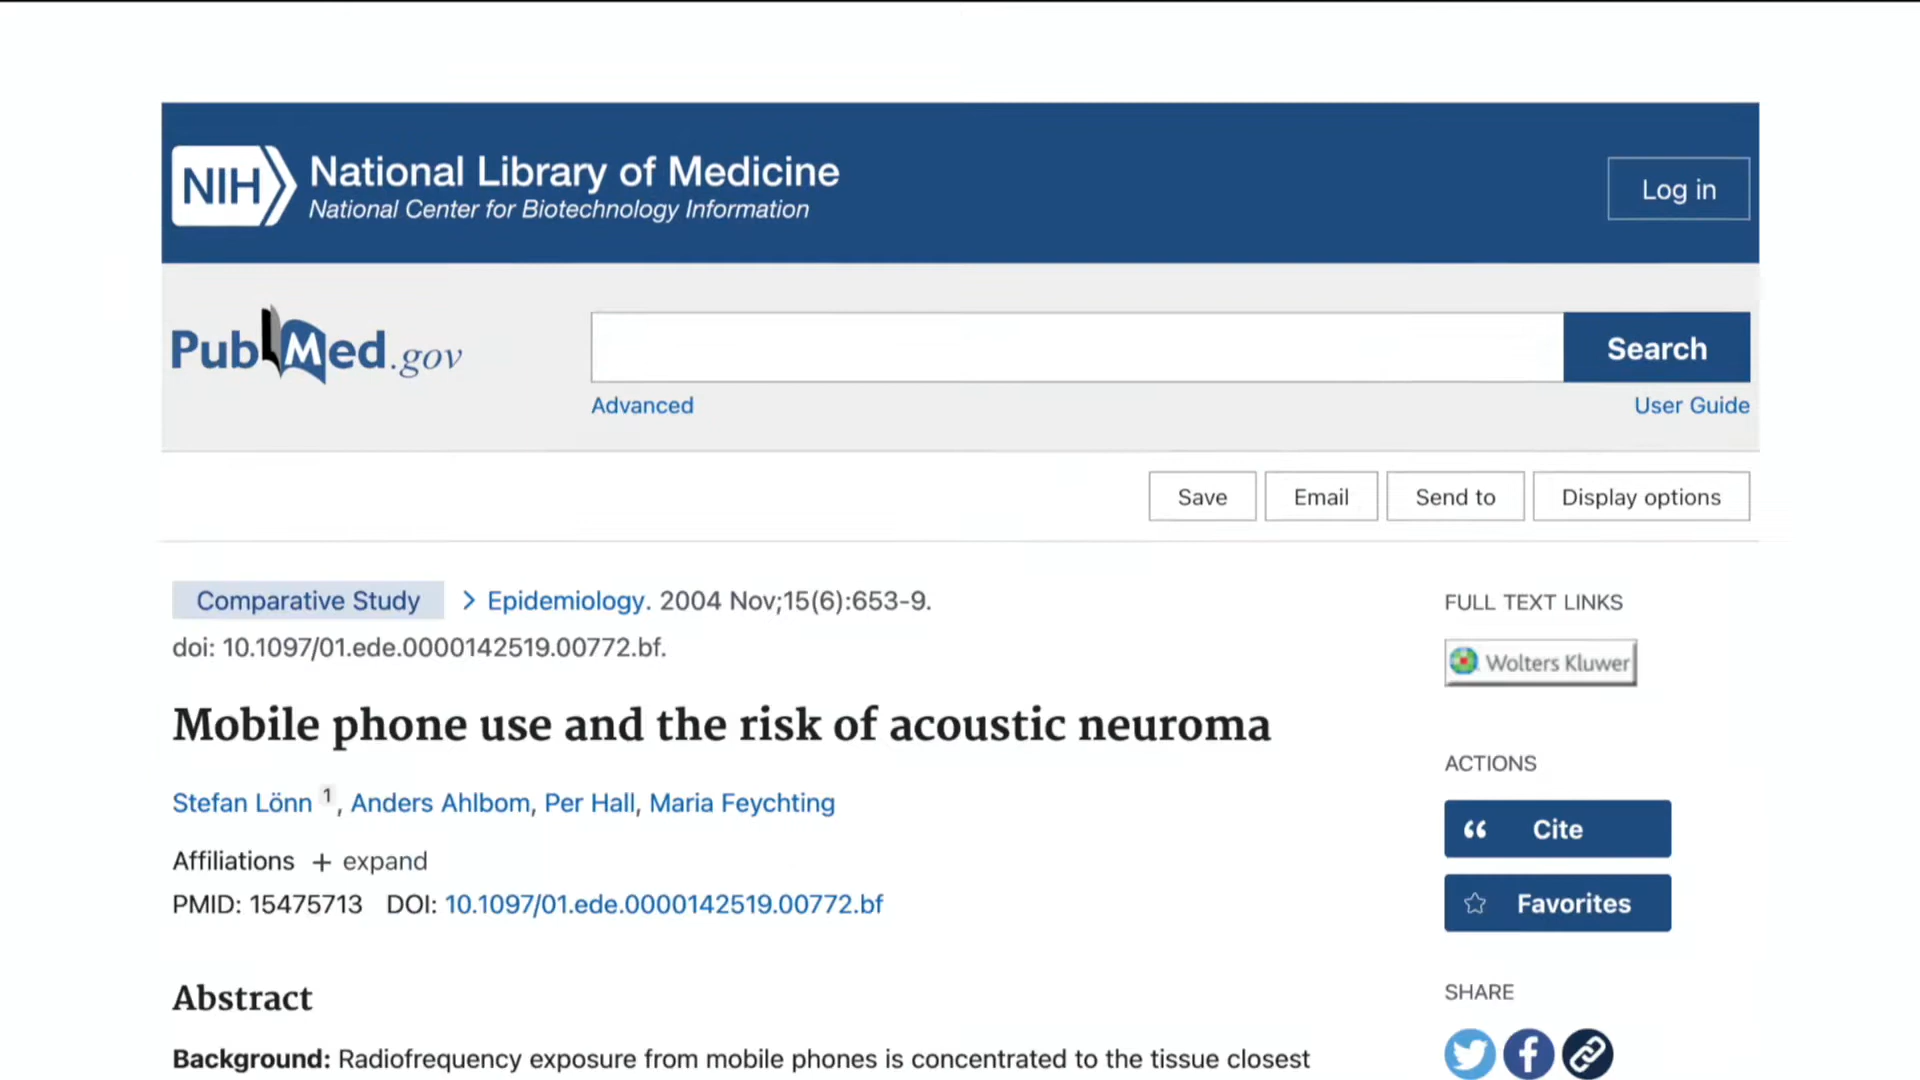 NIH National Library of Medicine
National Center for Biotechnology Information
Log in
PubMed.gov
Search
Advanced
User Guide
Save
Email
Send to
Display options
Comparative Study > Epidemiology. 2004 Nov;15(6):653-9.
doi: 10.1097/01.ede.0000142519.00772.bf.
Mobile phone use and the risk of acoustic neuroma
Stefan Lönn 1, Anders Ahlbom, Per Hall, Maria Feychting
Affiliations + expand
PMID: 15475713 DOI: 10.1097/01.ede.0000142519.00772.bf
Abstract
Background: Radiofrequency exposure from mobile phones is concentrated to the tissue closest
FULL TEXT LINKS
Wolters Kluwer
ACTIONS
Cite
Favorites
SHARE